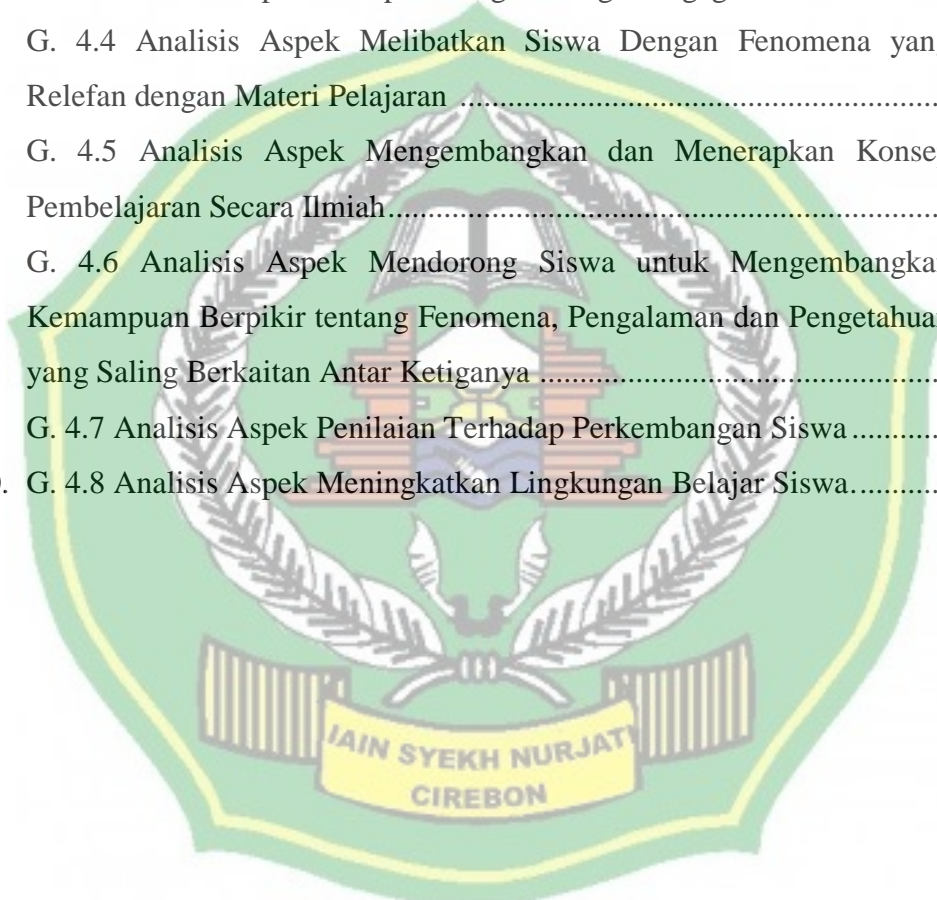 G. 4.4 Analisis Aspek Melibatkan Siswa Dengan Fenomena yan
Relefan dengan Materi Pelajaran ..........................................................
G. 4.5 Analisis Aspek Mengembangkan dan Menerapkan Konse
Pembelajaran Secara Ilmiah..................................................................
G. 4.6 Analisis Aspek Mendorong Siswa untuk Mengembangka
Kemampuan Berpikir tentang Fenomena, Pengalaman dan Pengetahua
yang Saling Berkaitan Antar Ketiganya ................................................
G. 4.7 Analisis Aspek Penilaian Terhadap Perkembangan Siswa ...........
G. 4.8 Analisis Aspek Meningkatkan Lingkungan Belajar Siswa............
IAIN SYEKH NURJATI
CIREBON